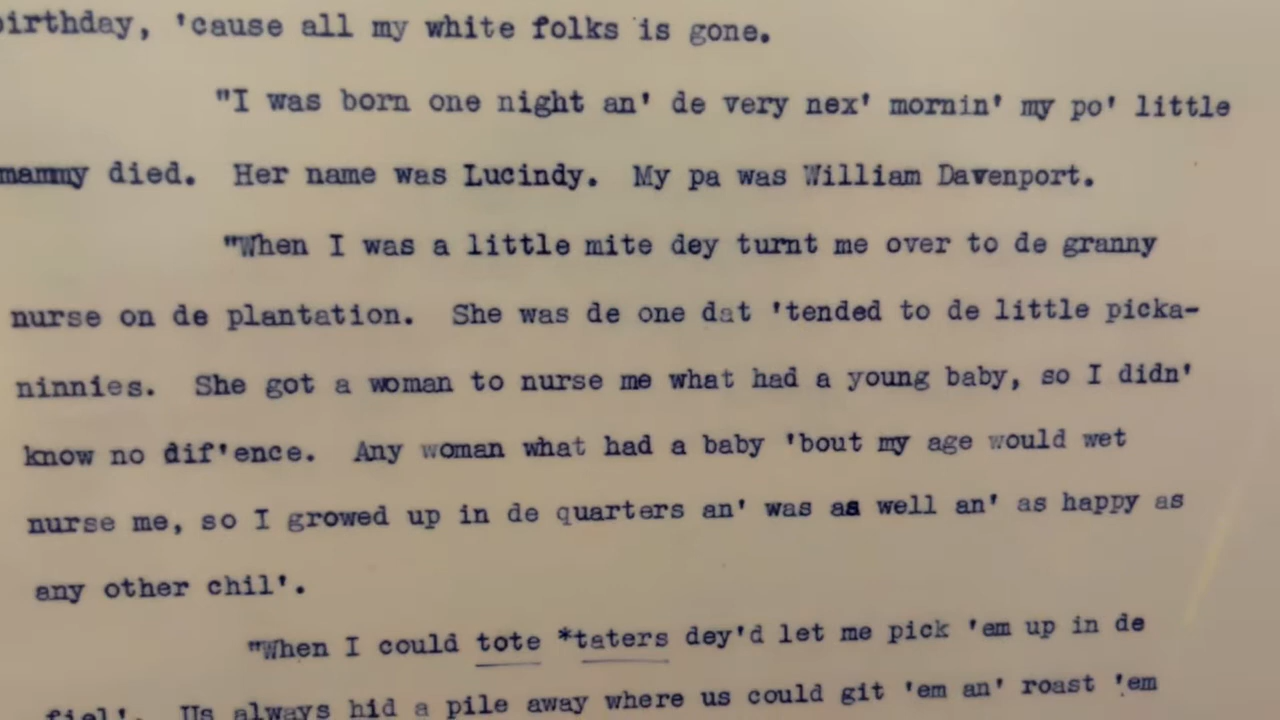 birthday, 'cause all my white folks is gone.
"I was born one night an' de very nex' mornin' my po' little
mammy died. Her name was Lucindy. My pa was William Davenport.
"When I was a little mite dey turnt me over to de granny
nurse on de plantation. She was de one dat 'tended to de little picka-
ninnies. She got a woman to nurse me what had a young baby, so I didn'
know no dif'ence. Any woman what had a baby 'bout my age would wet
nurse me, so I growed up in de quarters an' was as well an' as happy as
any other chil'.
"When I could tote *taters dey'd let me pick 'em up in de
fiel'. Us always hid a pile away where us could git 'em an' roast 'em